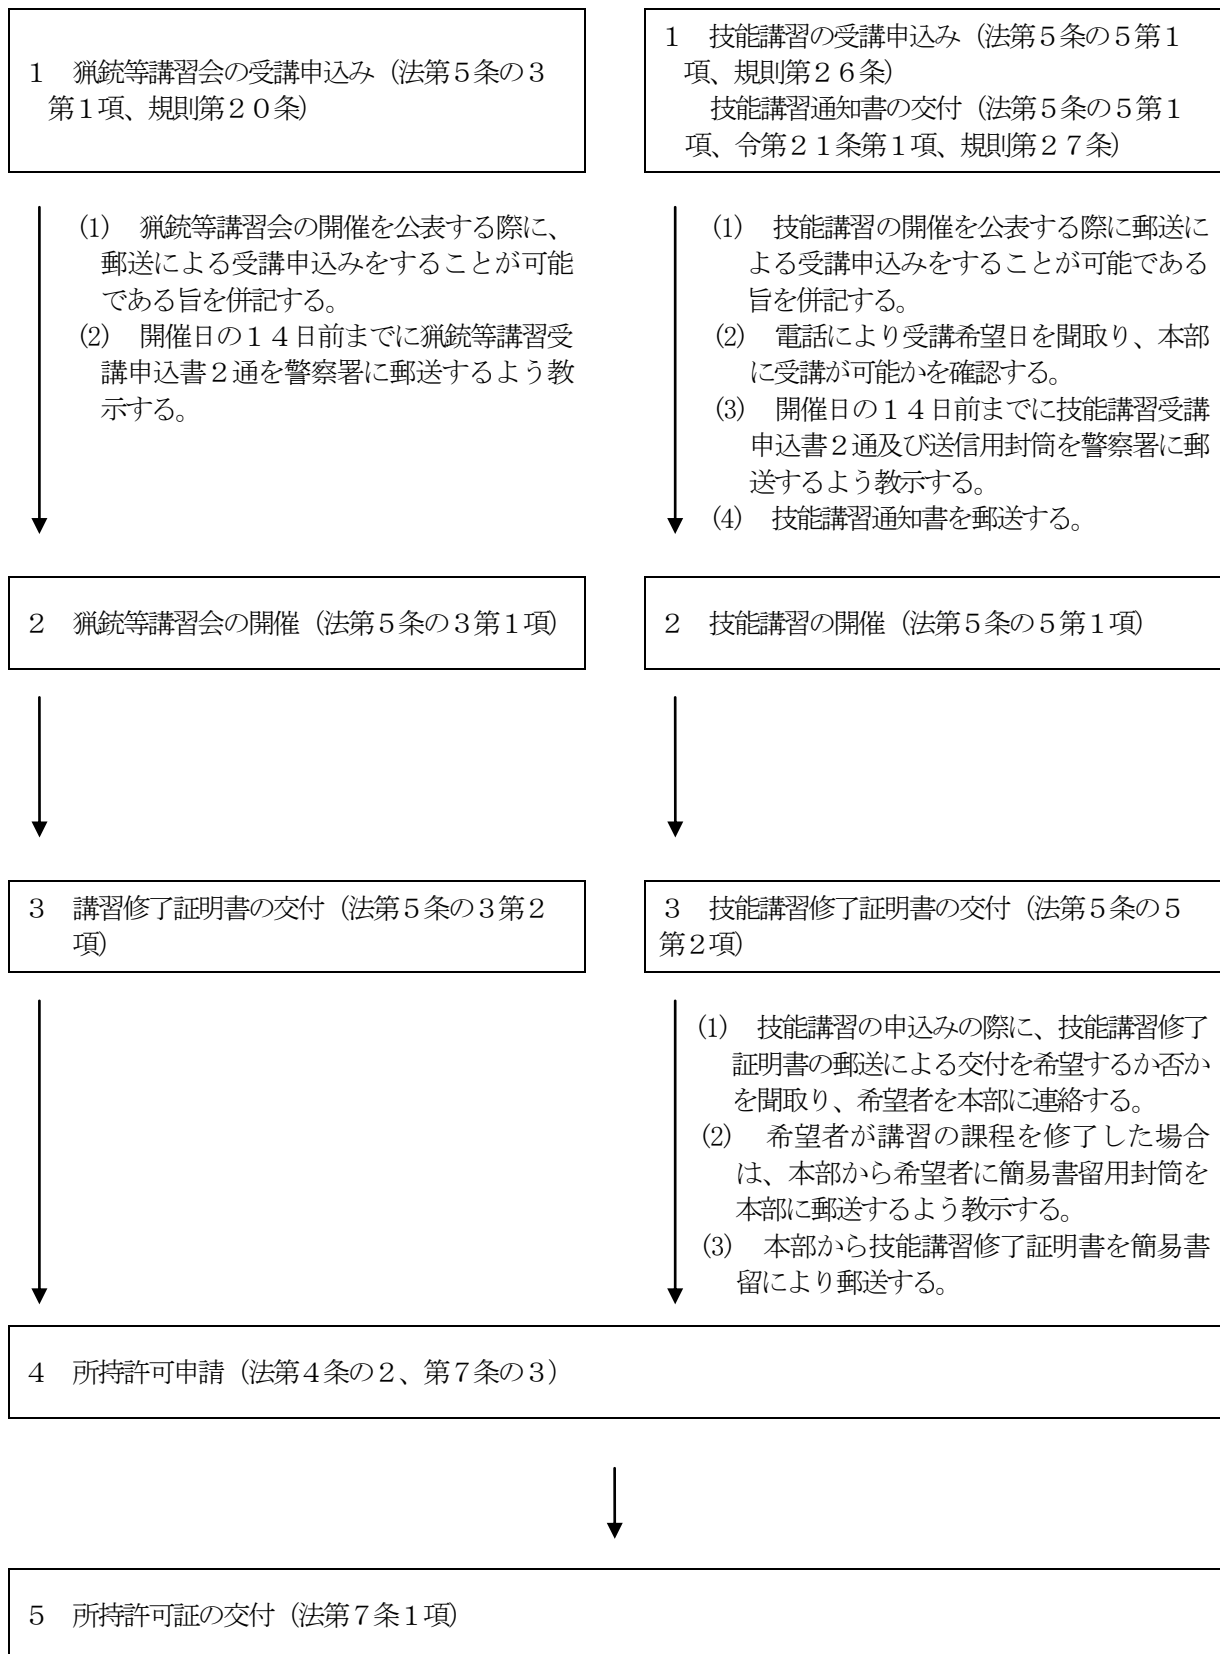 1　猟銃等講習会の受講申込み（法第５条の３
第１項、規則第２０条）
1　技能講習の受講申込み（法第５条の５第１
項、規則第２６条）
技能講習通知書の交付（法第５条の５第１
項、令第２１条第１項、規則第２７条）
(1)　猟銃等講習会の開催を公表する際に、
郵送による受講申込みをすることが可能
である旨を併記する。
(2)　開催日の１４日前までに猟銃等講習受
講申込書２通を警察署に郵送するよう教
示する。
(1)　技能講習の開催を公表する際に郵送に
よる受講申込みをすることが可能である
旨を併記する。
(2)　電話により受講希望日を聞取り、本部
に受講が可能かを確認する。
(3)　開催日の１４日前までに技能講習受講
申込書２通及び送信用封筒を警察署に郵
送するよう教示する。
(4)　技能講習通知書を郵送する。
2　猟銃等講習会の開催（法第５条の３第１項）
2　技能講習の開催（法第５条の５第１項）
3　講習修了証明書の交付（法第５条の３第２
項）
3　技能講習修了証明書の交付（法第５条の５
第２項）
(1)　技能講習の申込みの際に、技能講習修了
証明書の郵送による交付を希望するか否か
を聞取り、希望者を本部に連絡する。
(2)　希望者が講習の課程を修了した場合
は、本部から希望者に簡易書留用封筒を
本部に郵送するよう教示する。
(3)　本部から技能講習修了証明書を簡易書
留により郵送する。
4　所持許可申請（法第４条の２、第７条の３）
5　所持許可証の交付（法第７条１項）